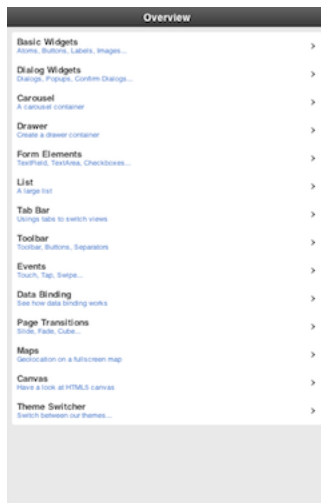 Overview
Basic Widgets
Atoms, Buttons, Labels, Images...
Dialog Widgets
Dialogs, Popups, Confirm Dialogs...
Carousel
A carousel container
Drawer
Create a drawer container
Form Elements
TextField, TextArea, Checkboxes...
List
A large list
Tab Bar
Usings tabs to switch views
Toolbar
Toolbar, Buttons, Separators
Events
Touch, Tap, Swipe...
Data Binding
See how data binding works
Page Transitions
Slide, Fade, Cube...
Maps
Geolocation on a fullscreen map
Canvas
Have a look at HTML5 canvas
Theme Switcher
Switch between our themes...